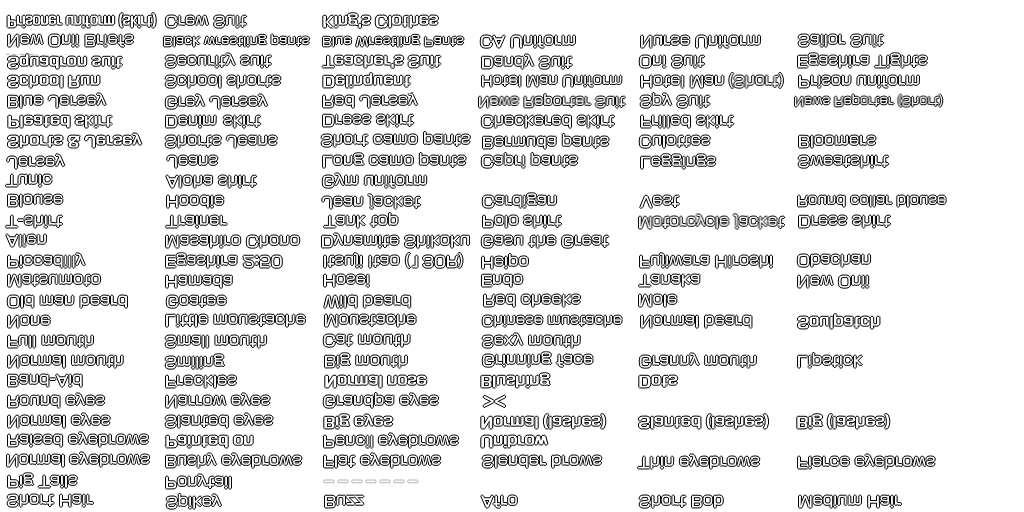 Prisoner uniform (skirt) Crew Suit King's Clothes
New Onii Briefs Black wrestling pants Blue Wrestling Pants CA Uniform Nurse Uniform Sailor Suit
Squadron suit Security suit Teacher's Suit Dandy Suit Oni Suit Egashira Tights
School Run School shorts Delinquent Hotel Man Uniform Hotel Man (Short) Prison uniform
Blue Jersey Grey Jersey Red Jersey News Reporter Suit Spy Suit News Reporter (Short)
Pleated skirt Denim skirt Dress skirt Checkered skirt Frilled skirt
Shorts & Jersey Shorts Jeans Short camo pants Bermuda pants Culottes Bloomers
Jersey Jeans Long camo pants Capri pants Leggings Sweatshirt
Tunic Aloha shirt Gym uniform
Blouse Hoodie Jean jacket Cardigan Vest Round collar blouse
T-shirt Trainer Tank top Polo shirt Motorcycle jacket Dress shirt
Alien Masahiro Chono Dynamite Shikoku Gasu the Great
Piccadilly Egashira 2:50 Itsuji Itao (130R) Heipo Fujiwara Hiroshi Obachan
Matsumoto Hamada Hosei Endo Tanaka New Onii
Old man beard Goatee Wild beard Red cheeks Mole
None Little moustache Moustache Chinese mustache Normal beard Soulpatch
Full mouth Small mouth Cat mouth Sexy mouth
Normal mouth Smiling Big mouth Grinning face Granny mouth Lipstick
Band-Aid Freckles Normal nose Blushing Dots
Round eyes Narrow eyes Grandpa eyes ><
Normal eyes Slanted eyes Big eyes Normal (lashes) Slanted (lashes) Big (lashes)
Raised eyebrows Painted on Pencil eyebrows Unibrow
Normal eyebrows Bushy eyebrows Flat eyebrows Slender brows Thin eyebrows Fierce eyebrows
Pig Tails Ponytail -------
Short Hair Spikey Buzz Afro Short Bob Medium Hair